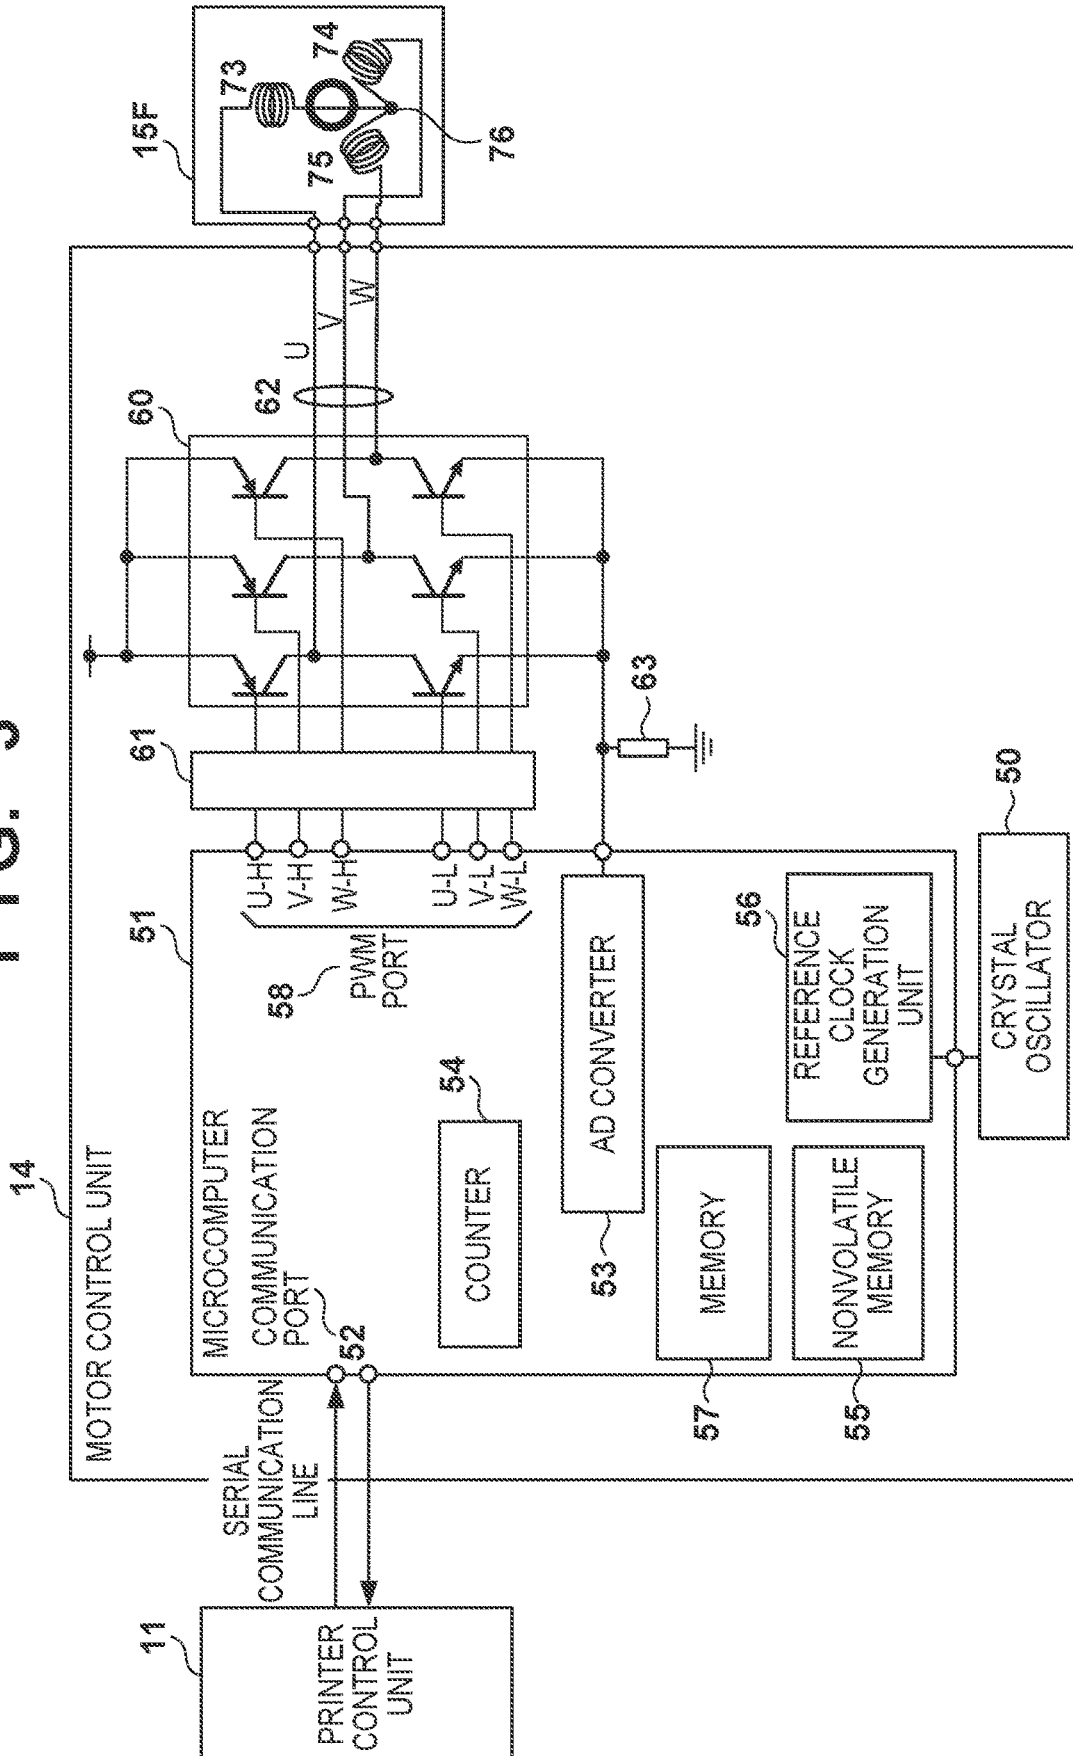 FIG.
14
MOTOR CONTROL UNIT
11
PRINTER
CONTROL
UNIT
SERIAL
COMMUNICATION
LINE
51
MICROCOMPUTER
COMMUNICATION
PORT
52
58
PWM
PORT
U-H
V-H
W-H
U-L
V-L
W-L
54
COUNTER
53
AD CONVERTER
57
MEMORY
55
NONVOLATILE
MEMORY
56
REFERENCE
CLOCK
GENERATION
UNIT
50
CRYSTAL
OSCILLATOR
61
60
62
63
U
V
W
15F
73
74
75
76